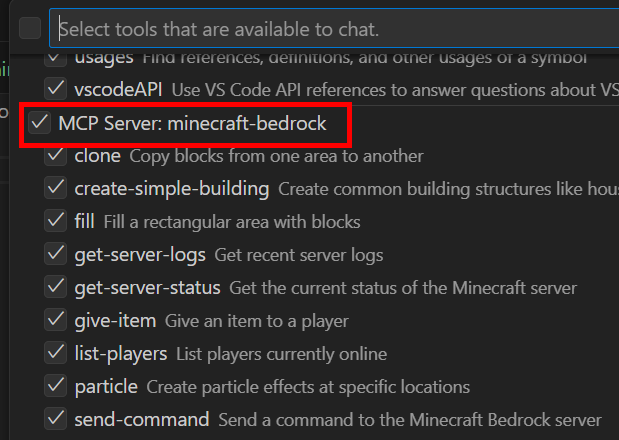 Select tools that are available to chat.
usages Find references, definitions, and other usages of a symbol
vscodeAPI Use VS Code API references to answer questions about VS
MCP Server: minecraft-bedrock
clone Copy blocks from one area to another
create-simple-building Create common building structures like hou
fill Fill a rectangular area with blocks
get-server-logs Get recent server logs
get-server-status Get the current status of the Minecraft server
give-item Give an item to a player
list-players List players currently online
particle Create particle effects at specific locations
send-command Send a command to the Minecraft Bedrock server